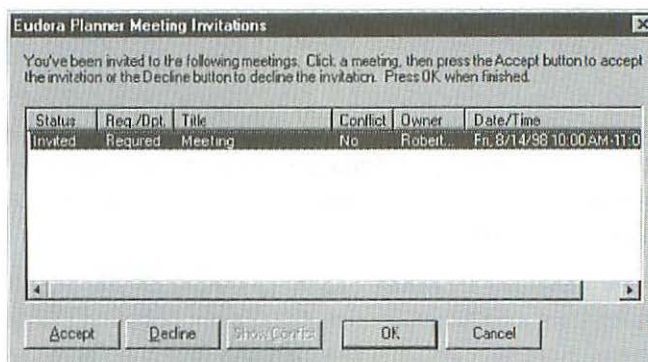 Eudora Planner Meeting Invitations
You've been invited to the following meetings. Click a meeting, then press the Accept button to accept
the invitation or the Decline button to decline the invitation. Press OK when finished.
Status Req./Opt. Title Conflict Owner Date/Time
Invited Required Meeting No Robert... Fri, 8/14/98 10:00 AM-11:0
Accept Decline Show Conflict OK Cancel